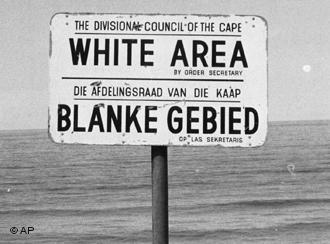 THE DIVISIONAL COUNCIL OF THE CAPE
WHITE AREA
BY ORDER SECRETARY
DIE AFDELINGSRAAD VAN DIE KAAP
BLANKE GEBIED
OP LAS SEKRETARIS
© AP